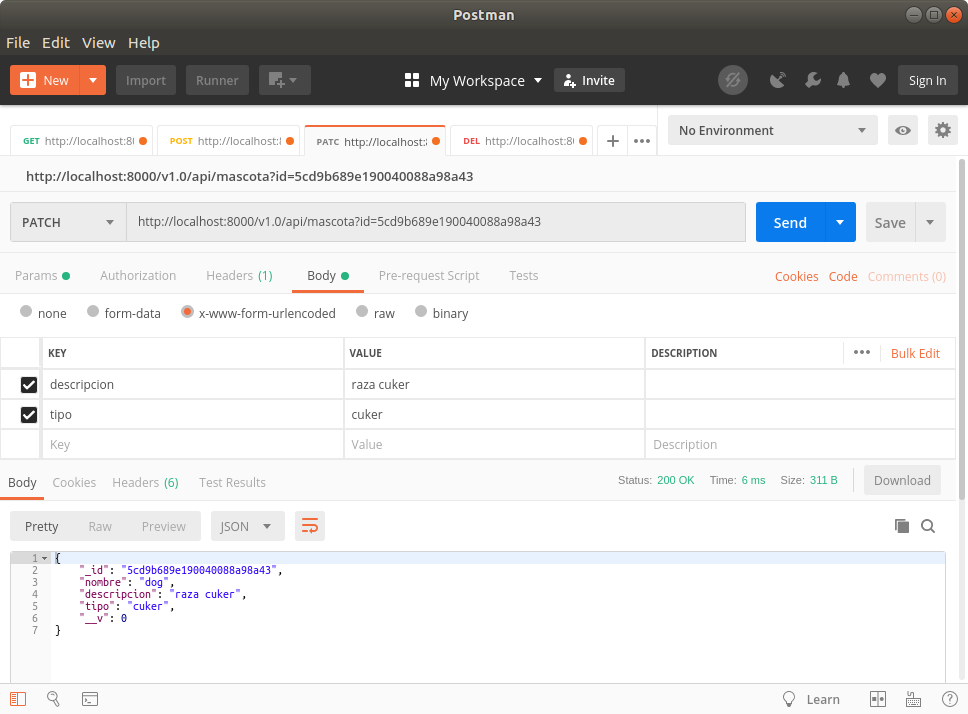 Postman
File Edit View Help
New Import Runner My Workspace Invite Sign In
GET http://localhost:8( POST http://localhost: PATC http://localhost: DEL http://localhost:8( + ••• No Environment
http://localhost:8000/v1.0/api/mascota?id=5cd9b689e190040088a98a43
PATCH http://localhost:8000/v1.0/api/mascota?id=5cd9b689e190040088a98a43 Send Save
Params Authorization Headers (1) Body Pre-request Script Tests Cookies Code Comments (0)
none form-data x-www-form-urlencoded raw binary
KEY VALUE DESCRIPTION ••• Bulk Edit
descripcion raza cuker
tipo cuker
Key Value Description
Body Cookies Headers (6) Test Results Status: 200 OK Time: 6 ms Size: 311 B Download
Pretty Raw Preview JSON
1 {
2 "_id": "5cd9b689e190040088a98a43",
3 "nombre": "dog",
4 "descripcion": "raza cuker",
5 "tipo": "cuker",
6 "__v": 0
7 }
Learn